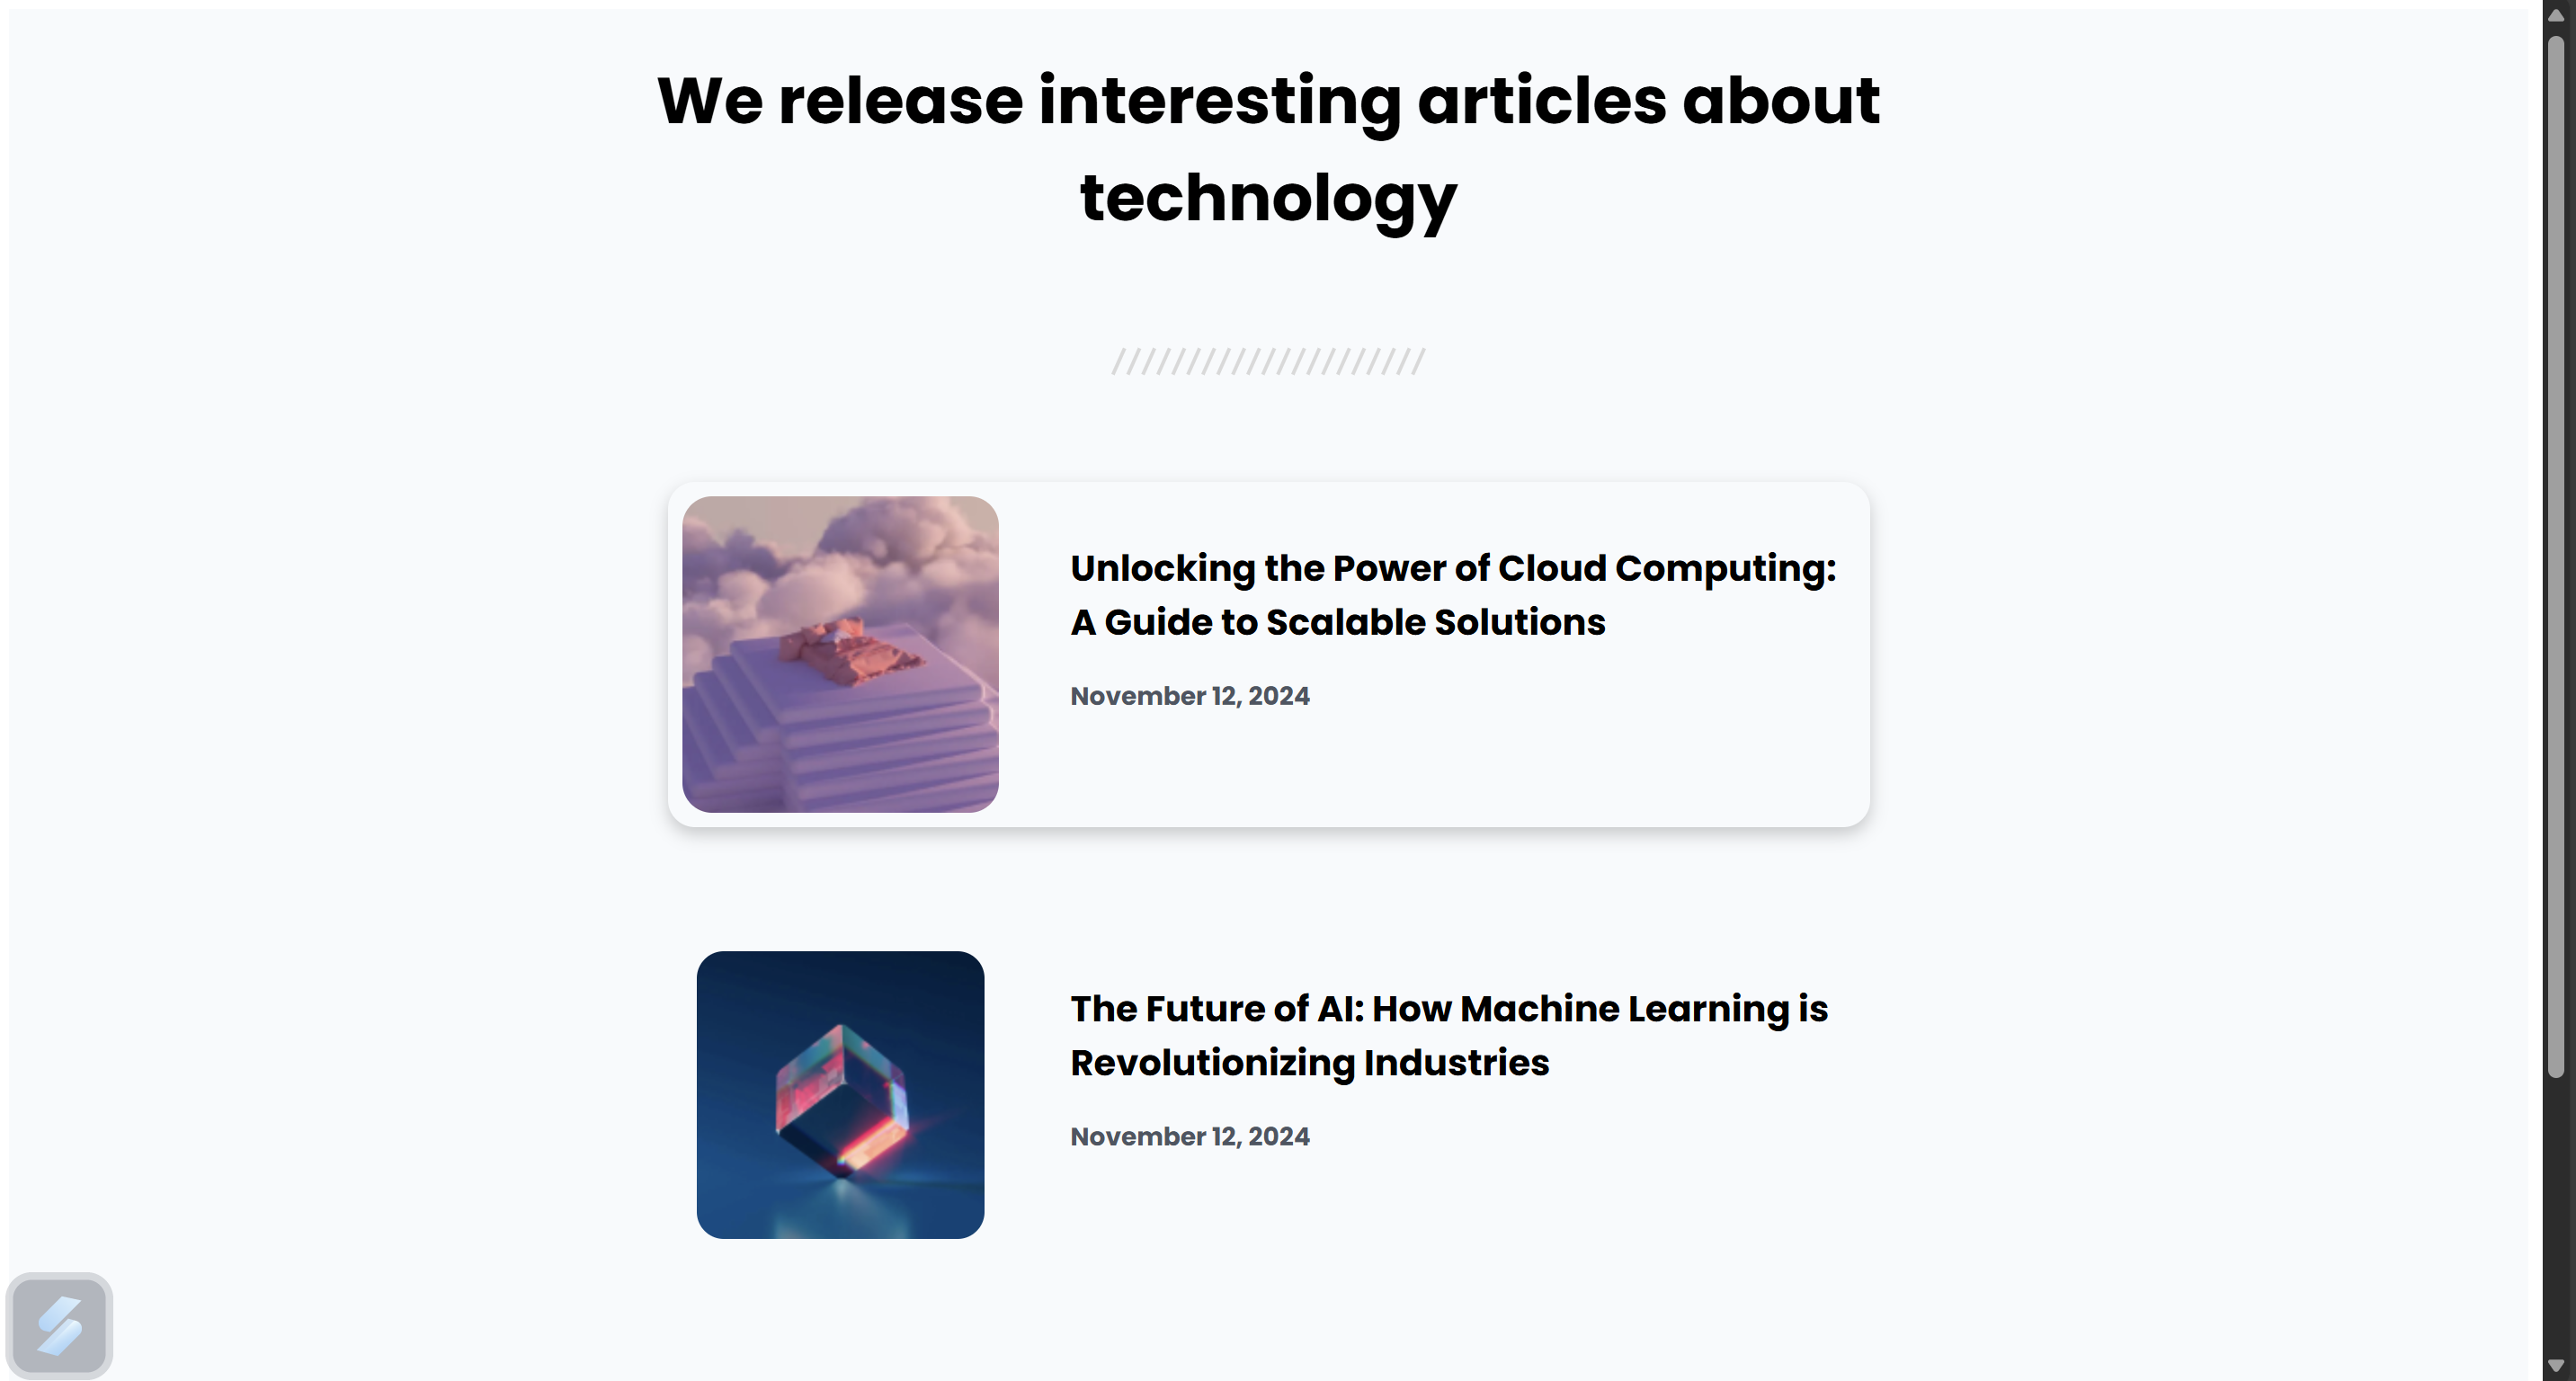 We release interesting articles about
technology
/////////////////////
Unlocking the Power of Cloud Computing:
A Guide to Scalable Solutions
November 12, 2024
The Future of AI: How Machine Learning is
Revolutionizing Industries
November 12, 2024